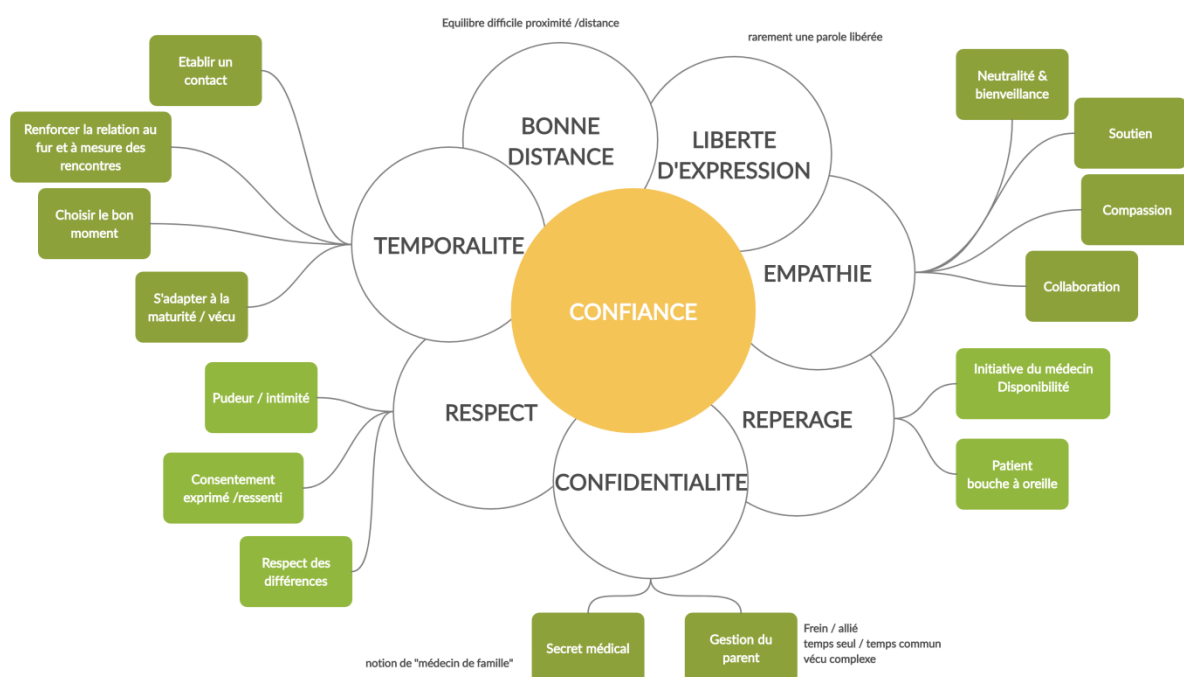 Equilibre difficile proximité /distance
rarement une parole libérée
Etablir un
contact
Renforcer la relation au
fur et à mesure des
rencontres
Choisir le bon
moment
S'adapter à la
maturité / vécu
TEMPORALITE
BONNE
DISTANCE
LIBERTE
D'EXPRESSION
Neutralité &
bienveillance
Soutien
Compassion
Collaboration
EMPATHIE
CONFIANCE
Pudeur / intimité
Consentement
exprimé /ressenti
Respect des
différences
RESPECT
CONFIDENTIALITE
REPERAGE
Initiative du médecin
Disponibilité
Patient
bouche à oreille
notion de "médecin de famille"
Secret médical
Gestion du
parent
Frein / allié
temps seul / temps commun
vécu complexe